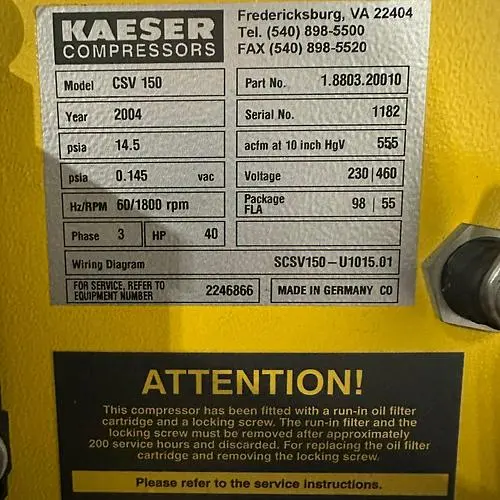 KAESER
COMPRESSORS
Fredericksburg, VA 22404
Tel. (540) 898-5500
FAX (540) 898-5520
Model CSV 150
Part No. 1.8803.20010
Year 2004
Serial No. 1182
psia 14.5
acfm at 10 inch HgV 555
psia 0.145 vac
Voltage 230 | 460
Hz/RPM 60/1800 rpm
Package FLA 98 | 55
Phase 3 HP 40
Wiring Diagram SCSV150-U1015.01
FOR SERVICE, REFER TO
EQUIPMENT NUMBER 2246866
MADE IN GERMANY CO
ATTENTION!
This compressor has been fitted with a run-in oil filter
cartridge and a locking screw. The run-in filter and the
locking screw must be removed after approximately
200 service hours and discarded. For replacing the oil filter
cartridge and removing the locking screw.
Please refer to the service instructions.